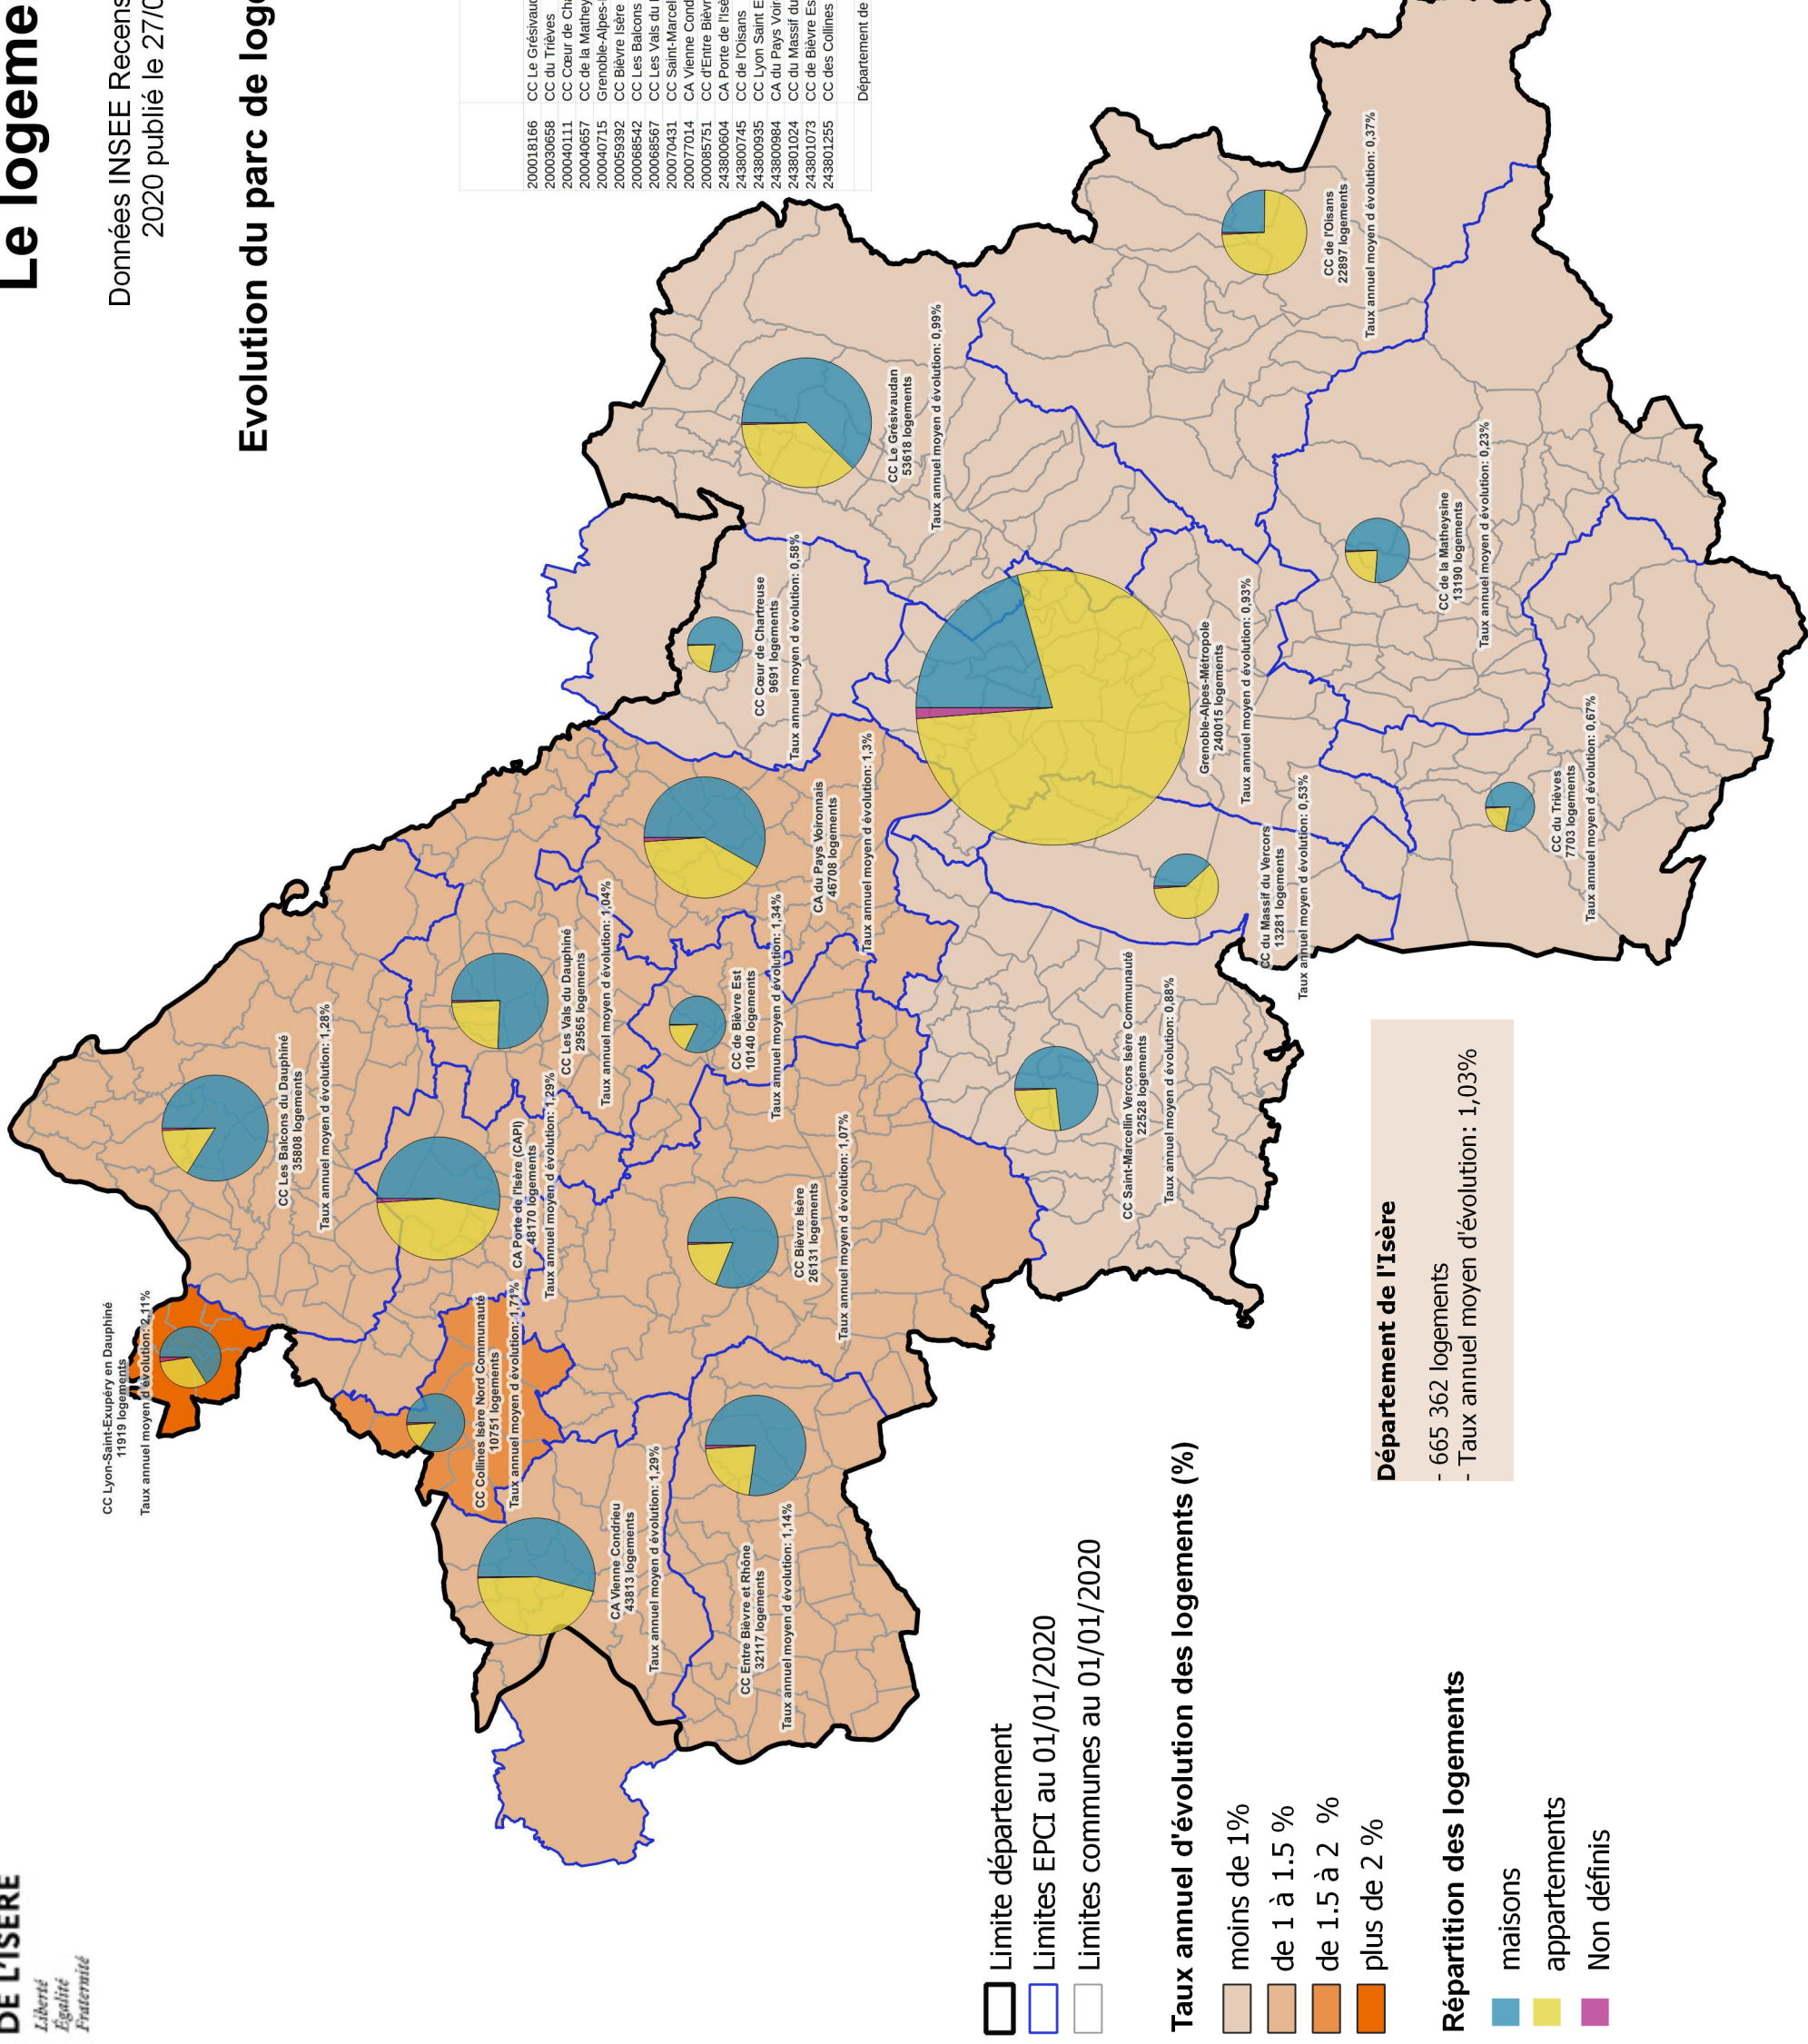 DE L'ISÈRE
Liberté
Égalité
Fraternité
Le logeme
Données INSEE Recens
2020 publié le 27/0
Evolution du parc de loge
200018166 CC Le Grésivaud
200030658 CC du Trièves
200040111 CC Cœur de Cha
200040657 CC de la Mathey
200040715 Grenoble-Alpes-
200059392 CC Bièvre Isère
200068542 CC Les Balcons
200068567 CC Les Vals du
200070431 CC Saint-Marcel
200077014 CA Vienne Cond
200085751 CC d'Entre Bièvr
243800604 CA Porte de l'Isè
243800745 CC de l'Oisans
243800935 CC Lyon Saint E
243800984 CA du Pays Voir
243801024 CC du Massif du
243801073 CC de Bièvre Es
243801255 CC des Collines
Département de
CC Lyon-Saint-Exupéry en Dauphiné
11919 logements
Taux annuel moyen d évolution: 2,11%
CC Les Balcons du Dauphiné
35808 logements
Taux annuel moyen d évolution: 1,28%
CC Collines Isère Nord Communauté
10751 logements
Taux annuel moyen d évolution: 1,71%
CA Porte de l'Isère (CAPI)
48170 logements
Taux annuel moyen d évolution: 1,29%
CC Les Vals du Dauphiné
29565 logements
Taux annuel moyen d évolution: 1,04%
CA Vienne Condrieu
43813 logements
Taux annuel moyen d évolution: 1,29%
CC Entre Bièvre et Rhône
32117 logements
Taux annuel moyen d évolution: 1,14%
CC Bièvre Isère
26131 logements
Taux annuel moyen d évolution: 1,07%
CC de Bièvre Est
10140 logements
Taux annuel moyen d évolution: 1,34%
CA du Pays Voironnais
46708 logements
Taux annuel moyen d évolution: 1,3%
CC Cœur de Chartreuse
9691 logements
Taux annuel moyen d évolution: 0,58%
CC Le Grésivaudan
53618 logements
Taux annuel moyen d évolution: 0,99%
CC Saint-Marcellin Vercors Isère Communauté
22528 logements
Taux annuel moyen d évolution: 0,88%
Grenoble-Alpes-Métropole
240015 logements
Taux annuel moyen d évolution: 0,93%
CC du Massif du Vercors
13281 logements
Taux annuel moyen d évolution: 0,53%
CC de l'Oisans
22897 logements
Taux annuel moyen d évolution: 0,37%
CC de la Matheysine
13190 logements
Taux annuel moyen d évolution: 0,23%
CC du Trièves
7703 logements
Taux annuel moyen d évolution: 0,67%
Limite département
Limites EPCI au 01/01/2020
Limites communes au 01/01/2020
Taux annuel d'évolution des logements (%)
moins de 1%
de 1 à 1.5 %
de 1.5 à 2 %
plus de 2 %
Répartition des logements
maisons
appartements
Non définis
Département de l'Isère
- 665 362 logements
- Taux annuel moyen d'évolution: 1,03%